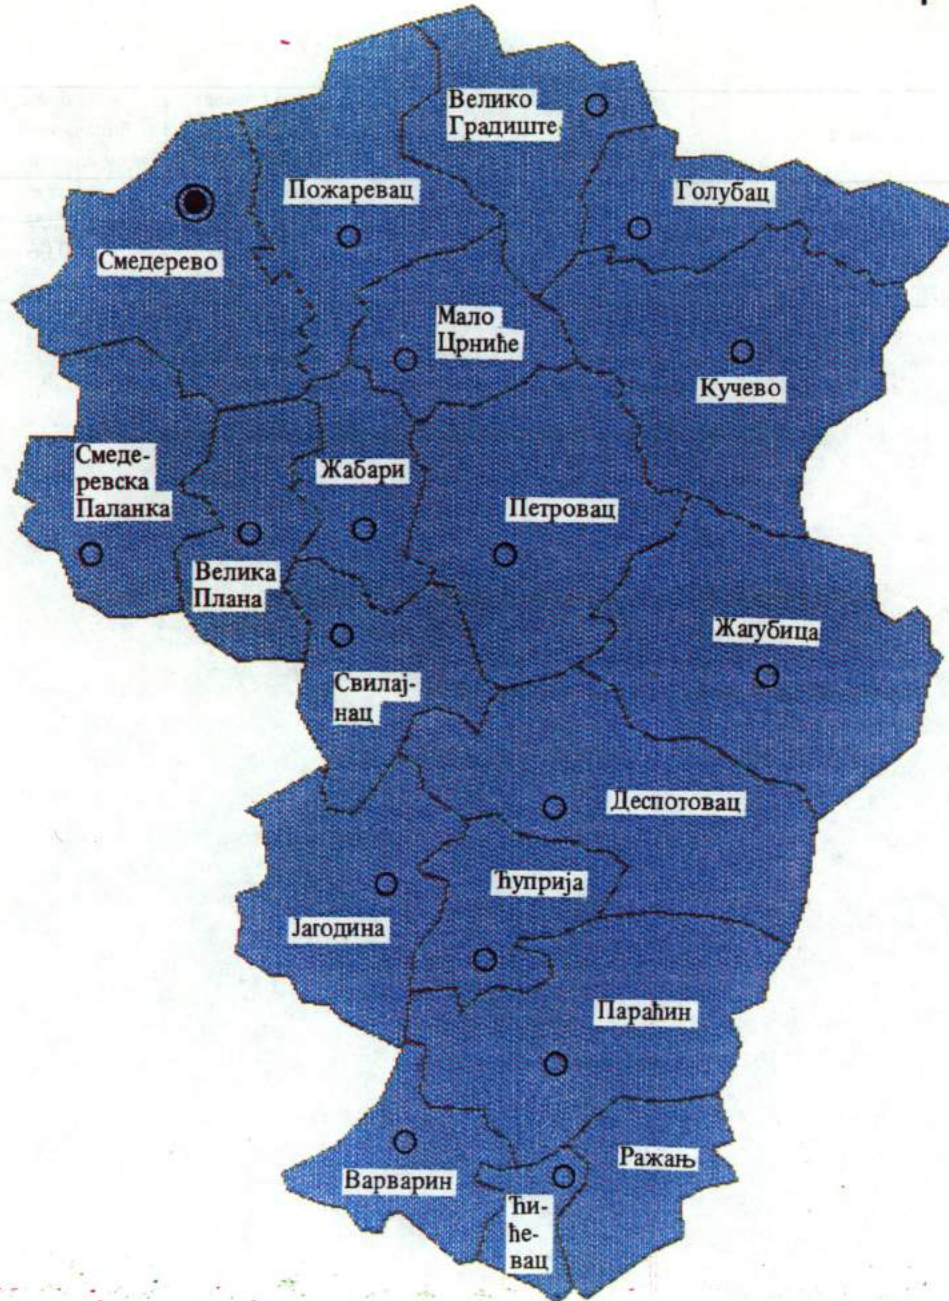 Велико
Градиште
Пожаревац
Голубац
Смедерево
Мало
Црниће
Кучево
Смеде-
ревска
Паланка
Жабари
Петровац
Велика
Плана
Жагубица
Свилај-
нац
Деспотовац
Ћуприја
Јагодина
Параћин
Ражањ
Варварин
Ћи-
ће-
вац